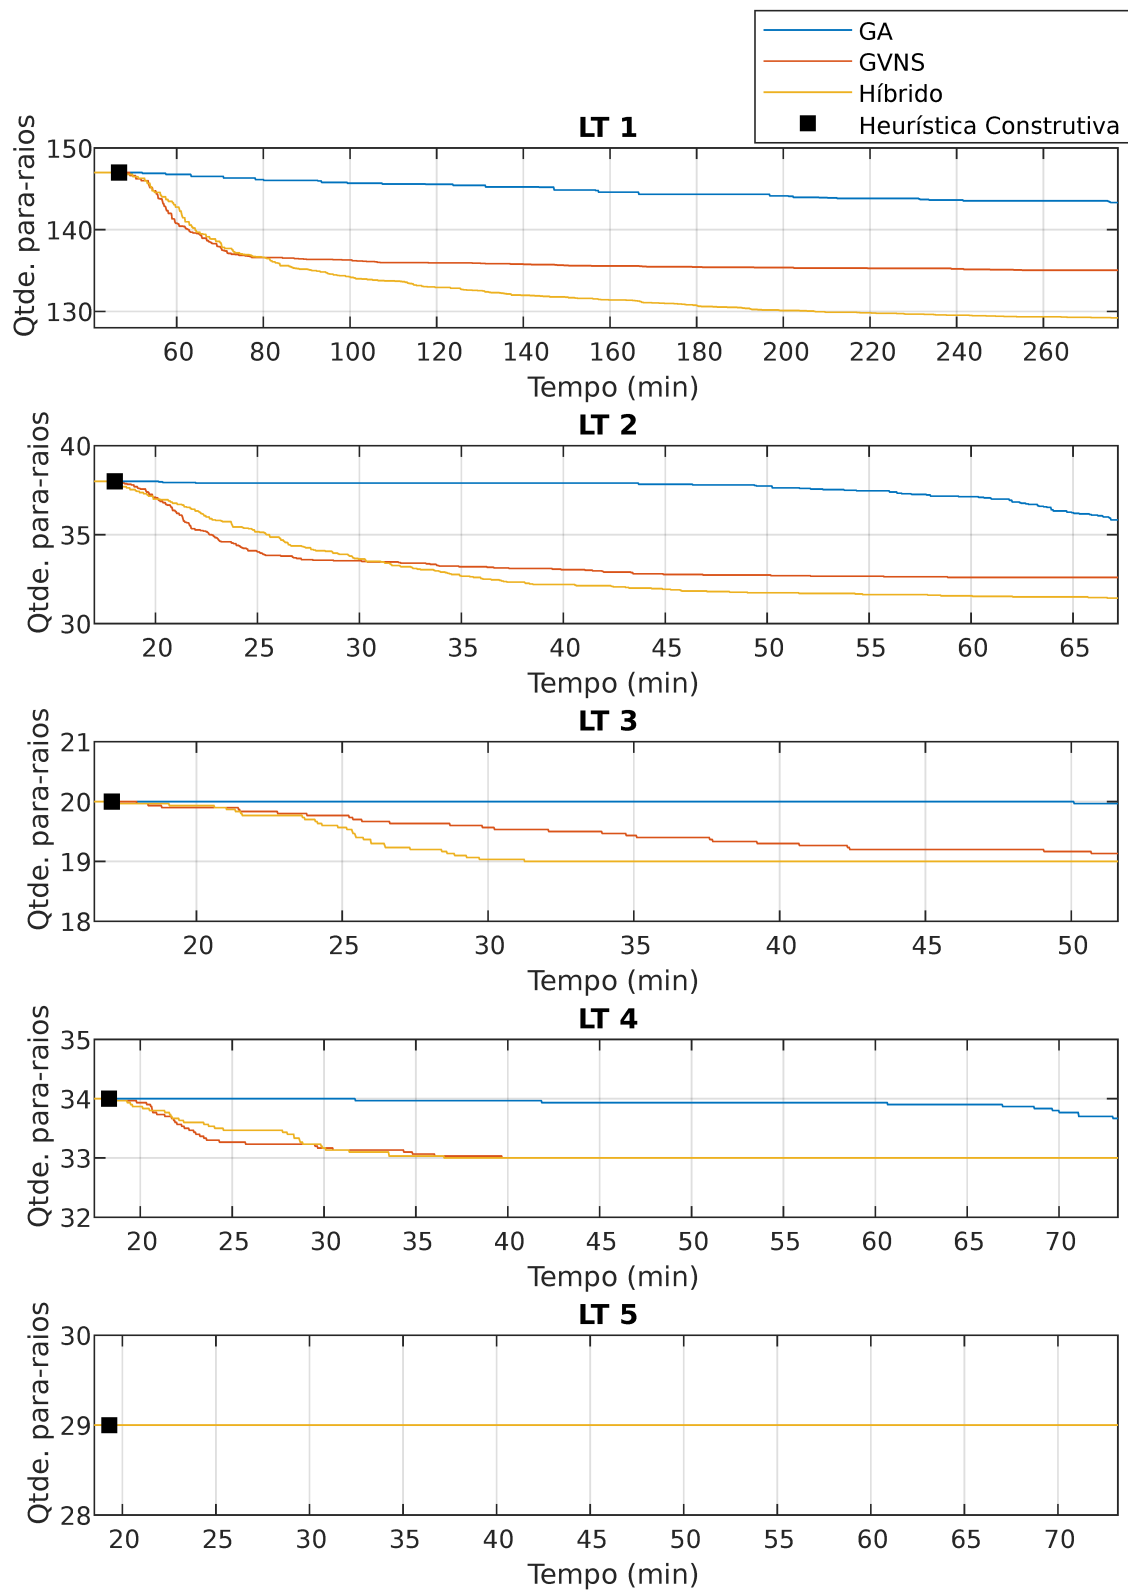 GA
GVNS
Híbrido
Heurística Construtiva
LT 1
Qtde. para-raios
150
140
130
60 80 100 120 140 160 180 200 220 240 260
Tempo (min)
LT 2
Qtde. para-raios
40
35
30
20 25 30 35 40 45 50 55 60 65
Tempo (min)
LT 3
Qtde. para-raios
21
20
19
18
20 25 30 35 40 45 50
Tempo (min)
LT 4
Qtde. para-raios
35
34
33
32
20 25 30 35 40 45 50 55 60 65 70
Tempo (min)
LT 5
Qtde. para-raios
30
29
28
20 25 30 35 40 45 50 55 60 65 70
Tempo (min)